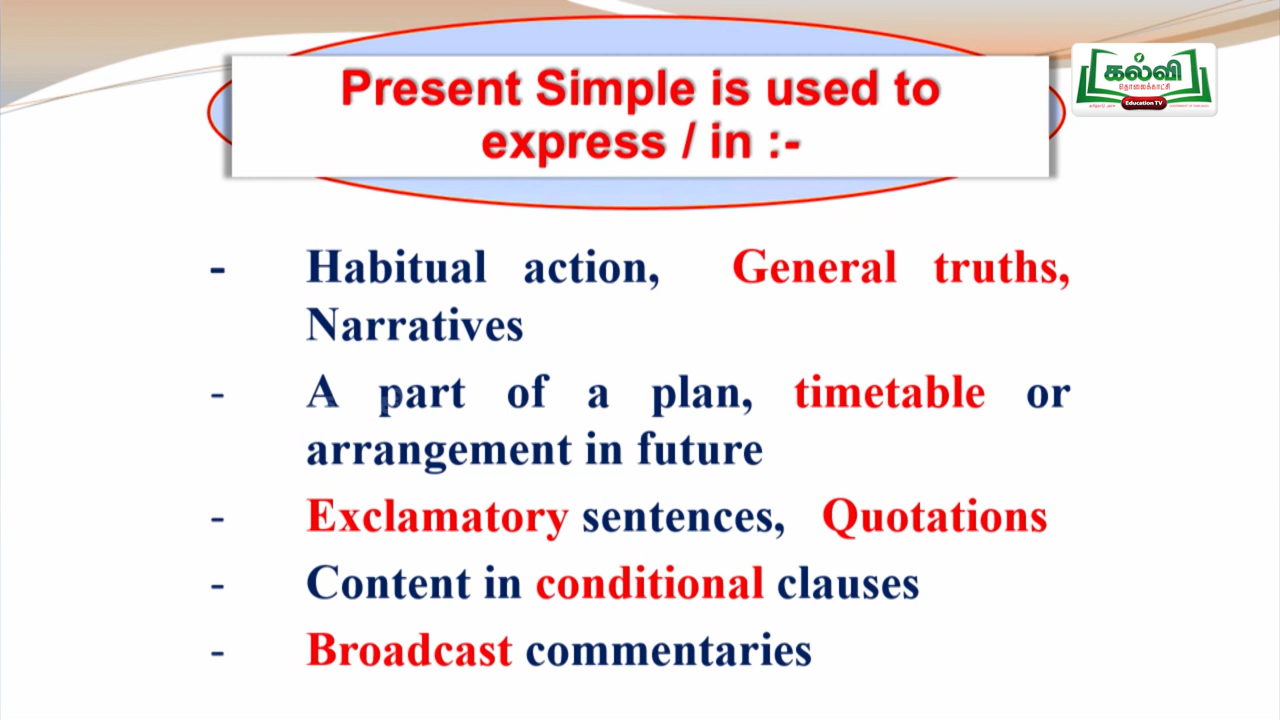 Present Simple is used to
express / in :-
கல்வி
தொலைக்காட்சி
Education TV
- Habitual action, General truths,
Narratives
- A part of a plan, timetable or
arrangement in future
- Exclamatory sentences, Quotations
- Content in conditional clauses
- Broadcast commentaries